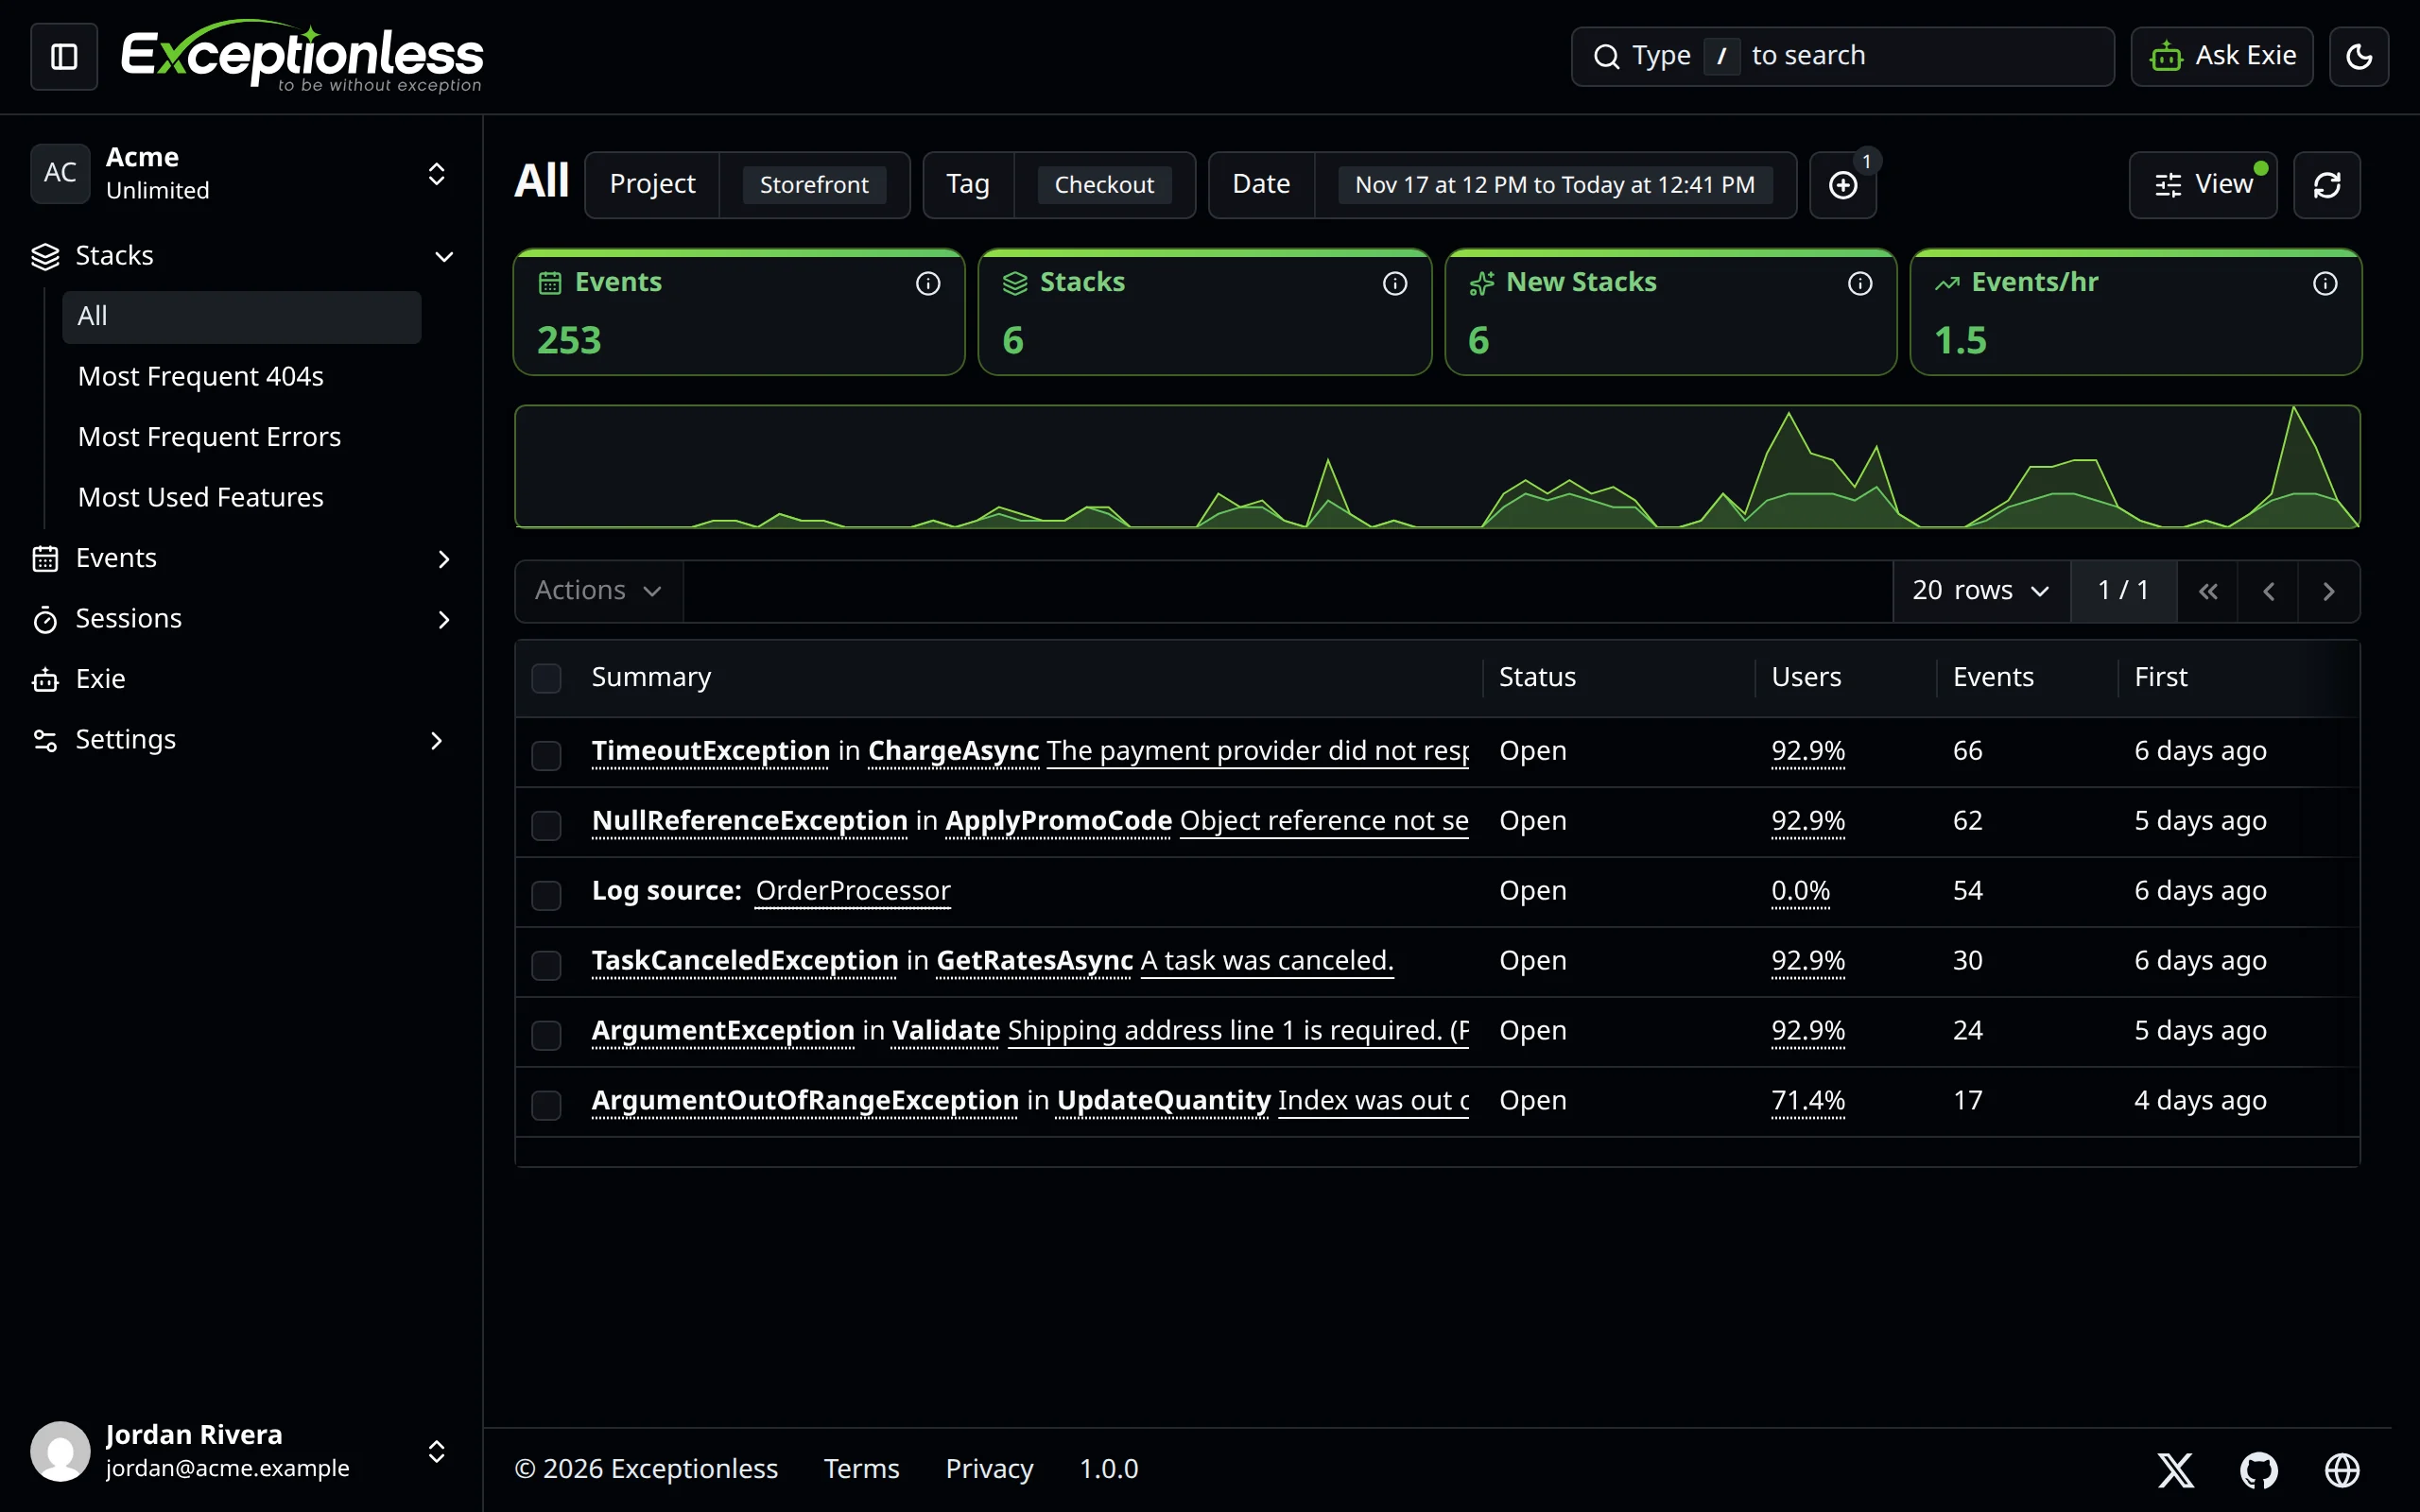 Exceptionless
to be without exception
Type / to search
Ask Exie
AC
Acme
Unlimited
Stacks
All
Most Frequent 404s
Most Frequent Errors
Most Used Features
Events
Sessions
Exie
Settings
Jordan Rivera
jordan@acme.example
All
Project Storefront
Tag Checkout
Date Nov 17 at 12 PM to Today at 12:41 PM
1
View
Events
253
Stacks
6
New Stacks
6
Events/hr
1.5
Actions
20 rows
1 / 1
Summary Status Users Events First
TimeoutException in ChargeAsync The payment provider did not resp Open 92.9% 66 6 days ago
NullReferenceException in ApplyPromoCode Object reference not se Open 92.9% 62 5 days ago
Log source: OrderProcessor Open 0.0% 54 6 days ago
TaskCanceledException in GetRatesAsync A task was canceled. Open 92.9% 30 6 days ago
ArgumentException in Validate Shipping address line 1 is required. ( Open 92.9% 24 5 days ago
ArgumentOutOfRangeException in UpdateQuantity Index was out Open 71.4% 17 4 days ago
© 2026 Exceptionless Terms Privacy 1.0.0